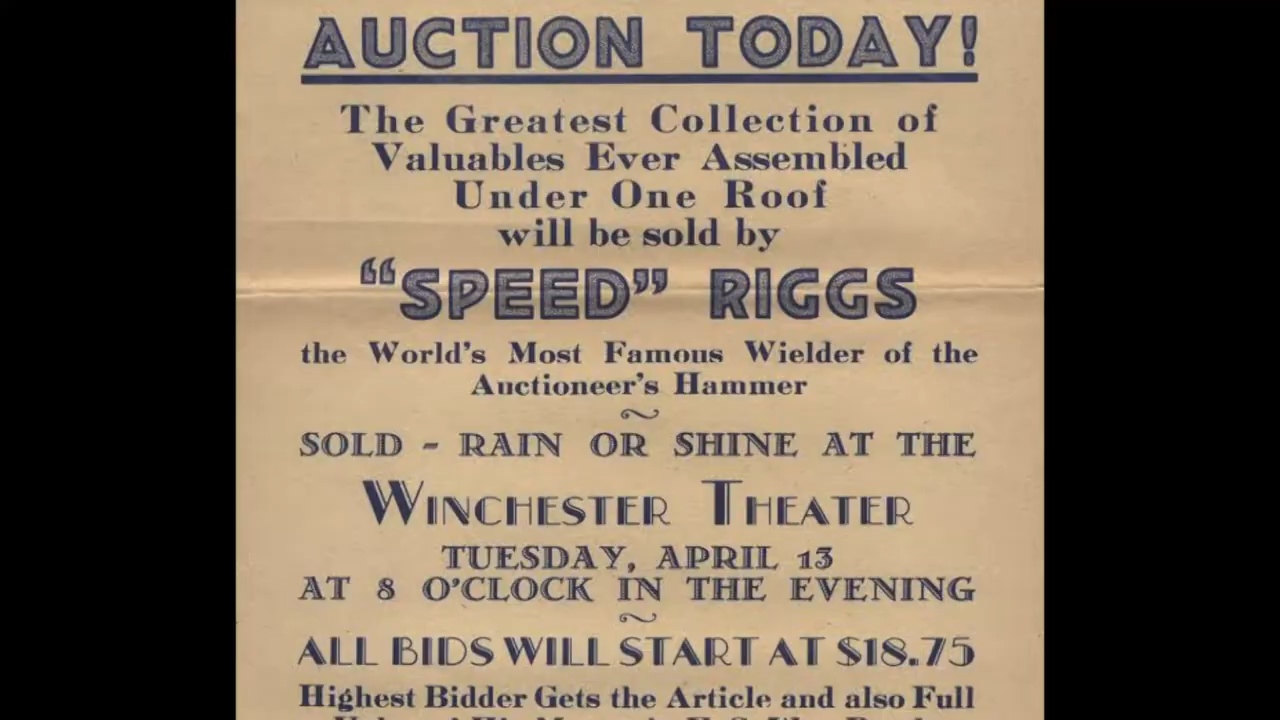 AUCTION TODAY!
The Greatest Collection of
Valuables Ever Assembled
Under One Roof
will be sold by
“SPEED” RIGGS
the World's Most Famous Wielder of the
Auctioneer's Hammer
SOLD - RAIN OR SHINE AT THE
WINCHESTER THEATER
TUESDAY, APRIL 13
AT 8 O'CLOCK IN THE EVENING
ALL BIDS WILL START AT $18.75
Highest Bidder Gets the Article and also Full